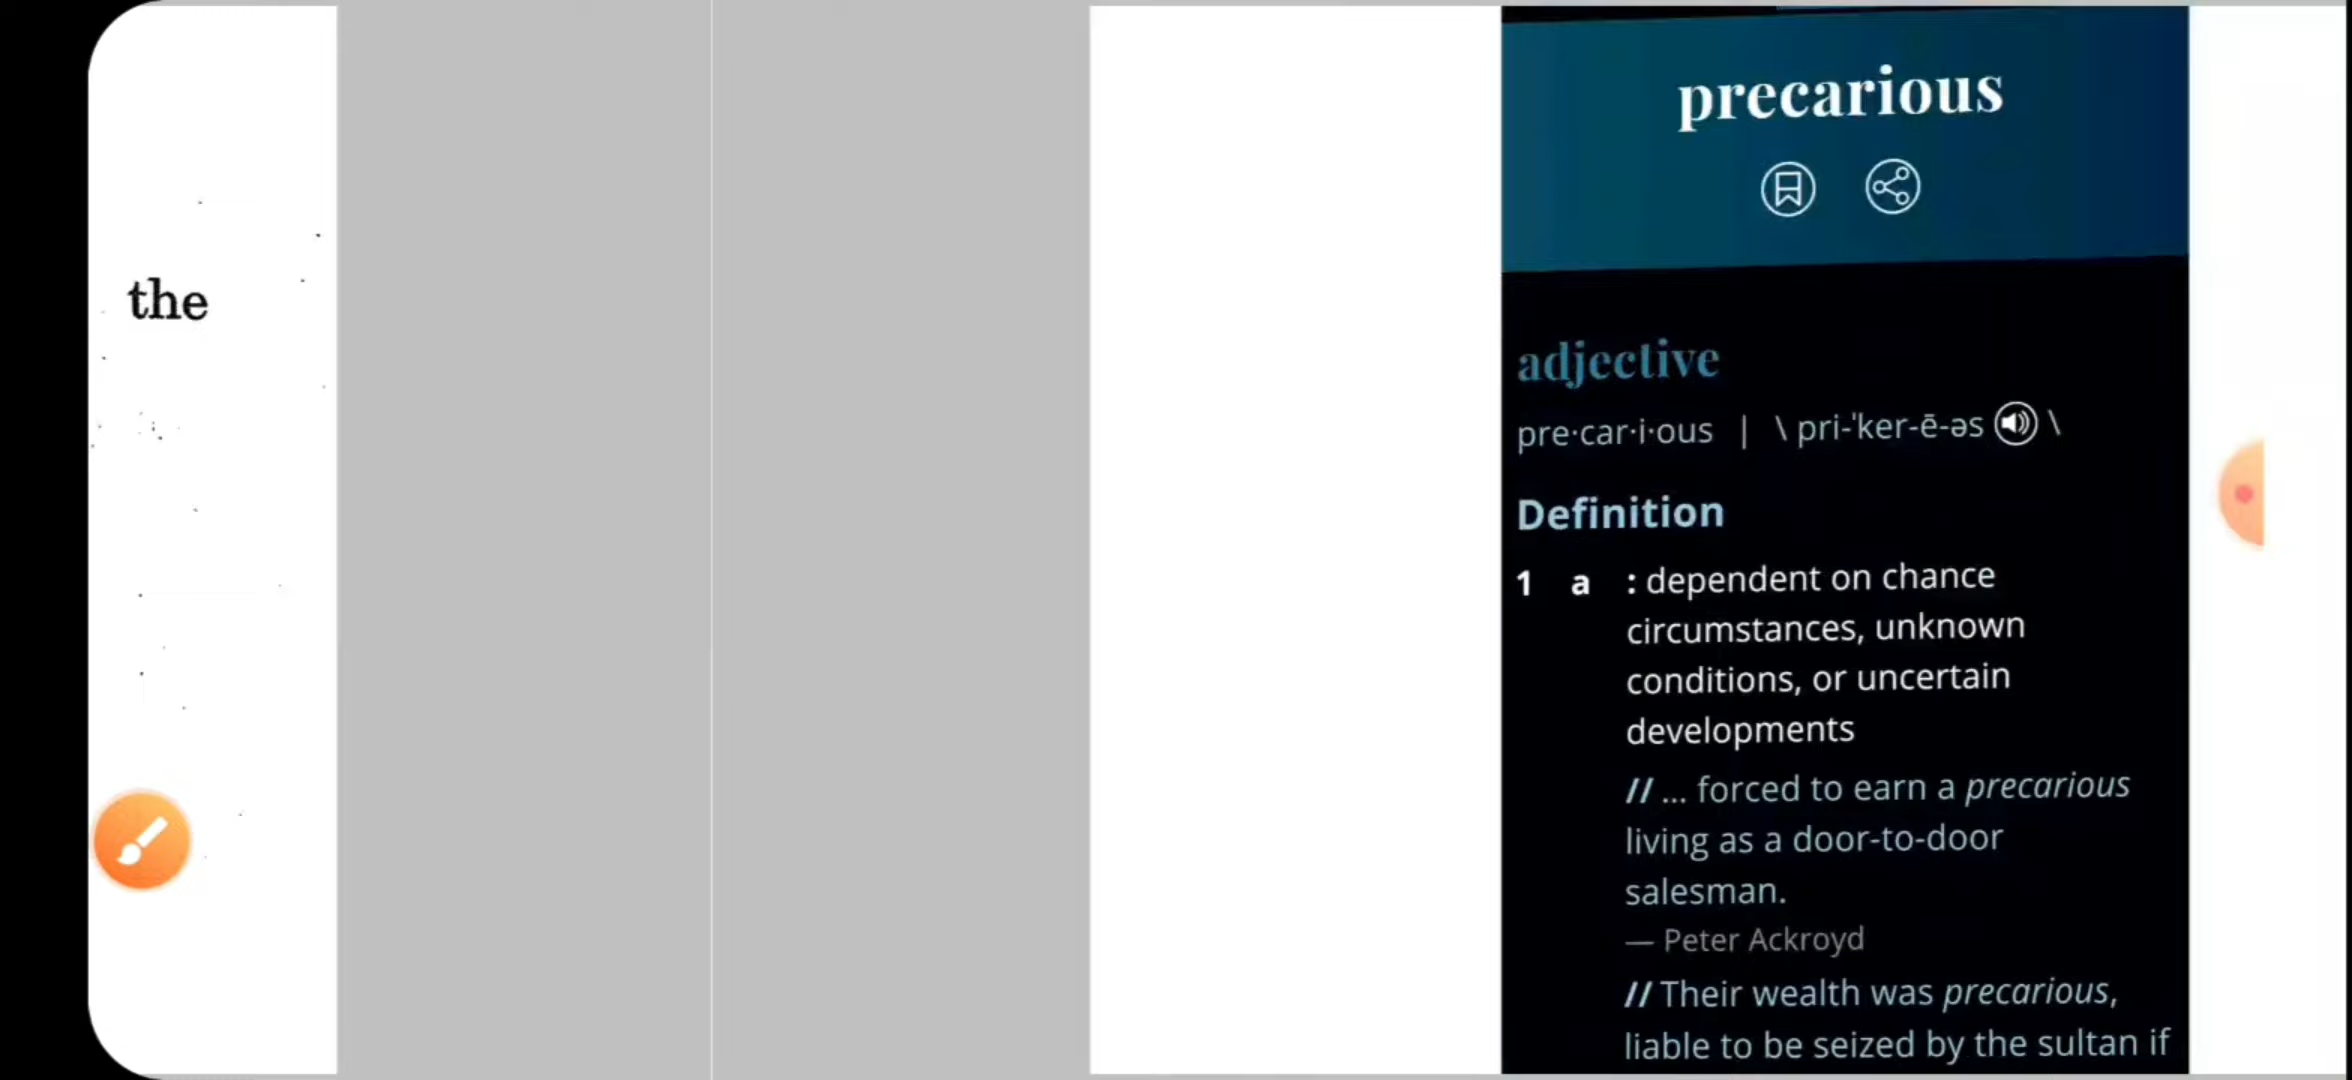 the
precarious
adjective
pre·car·i·ous | \ pri-ˈker-ē-əs \
Definition
1 a : dependent on chance
circumstances, unknown
conditions, or uncertain
developments
// ... forced to earn a precarious
living as a door-to-door
salesman.
— Peter Ackroyd
// Their wealth was precarious,
liable to be seized by the sultan if